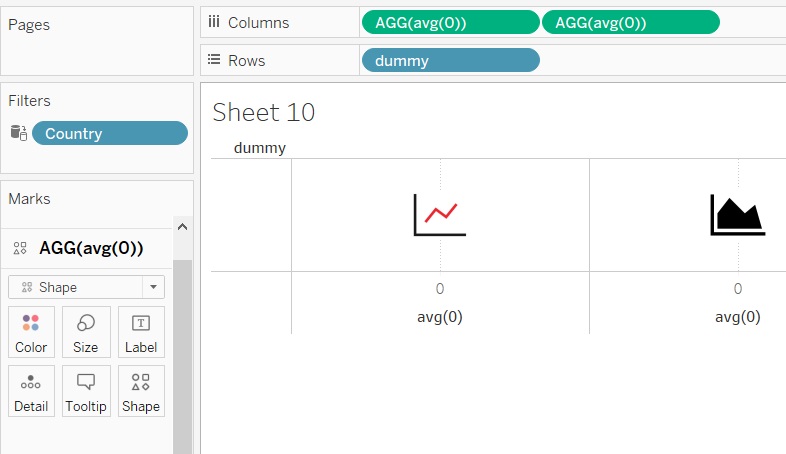 Pages
Columns AGG(avg(0)) AGG(avg(0))
Rows dummy
Filters
Country
Marks
AGG(avg(0))
Shape
Color Size Label
Detail Tooltip Shape
Sheet 10
dummy
0 0
avg(0) avg(0)